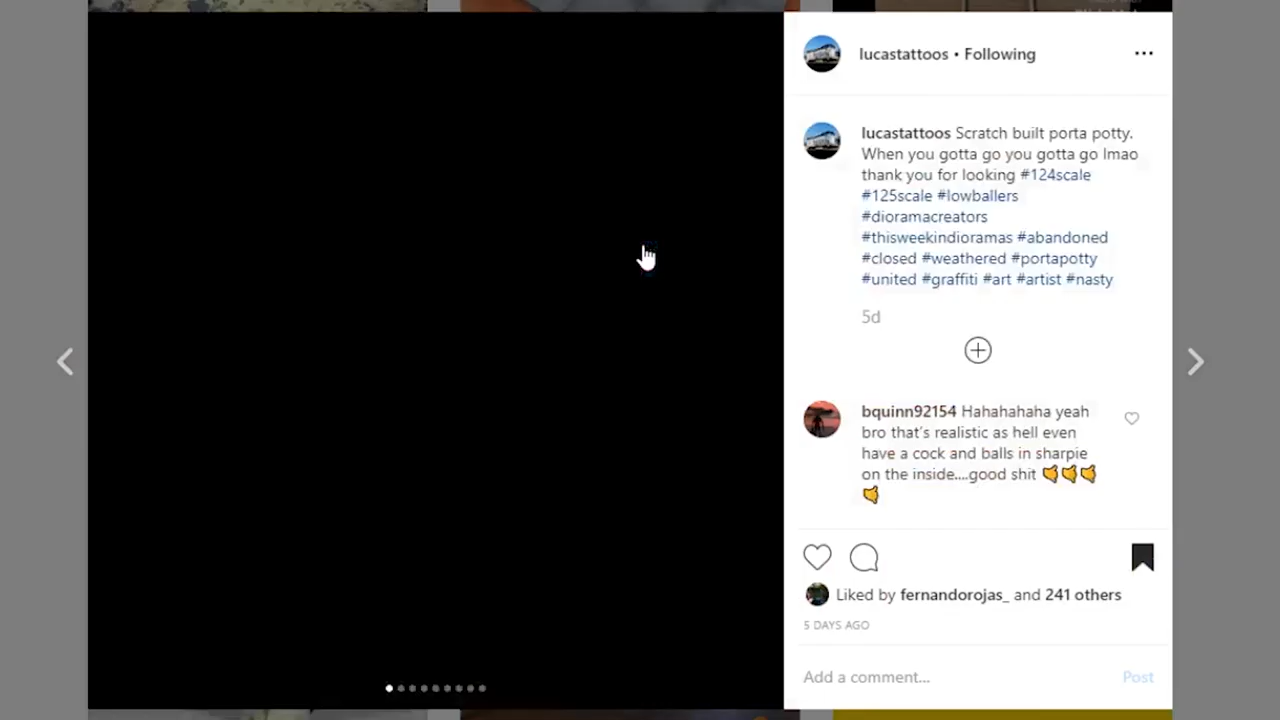 lucastattoos • Following
lucastattoos Scratch built porta potty.
When you gotta go you gotta go lmao
thank you for looking #124scale
#125scale #lowballers
#dioramacreators
#thisweekindioramas #abandoned
#closed #weathered #portapotty
#united #graffiti #art #artist #nasty
5d
bquinn92154 Hahahahaha yeah
bro that's realistic as hell even
have a cock and balls in sharpie
on the inside....good shit 🤙🤙🤙
🤙
Liked by fernandorojas_ and 241 others
5 DAYS AGO
Add a comment... Post